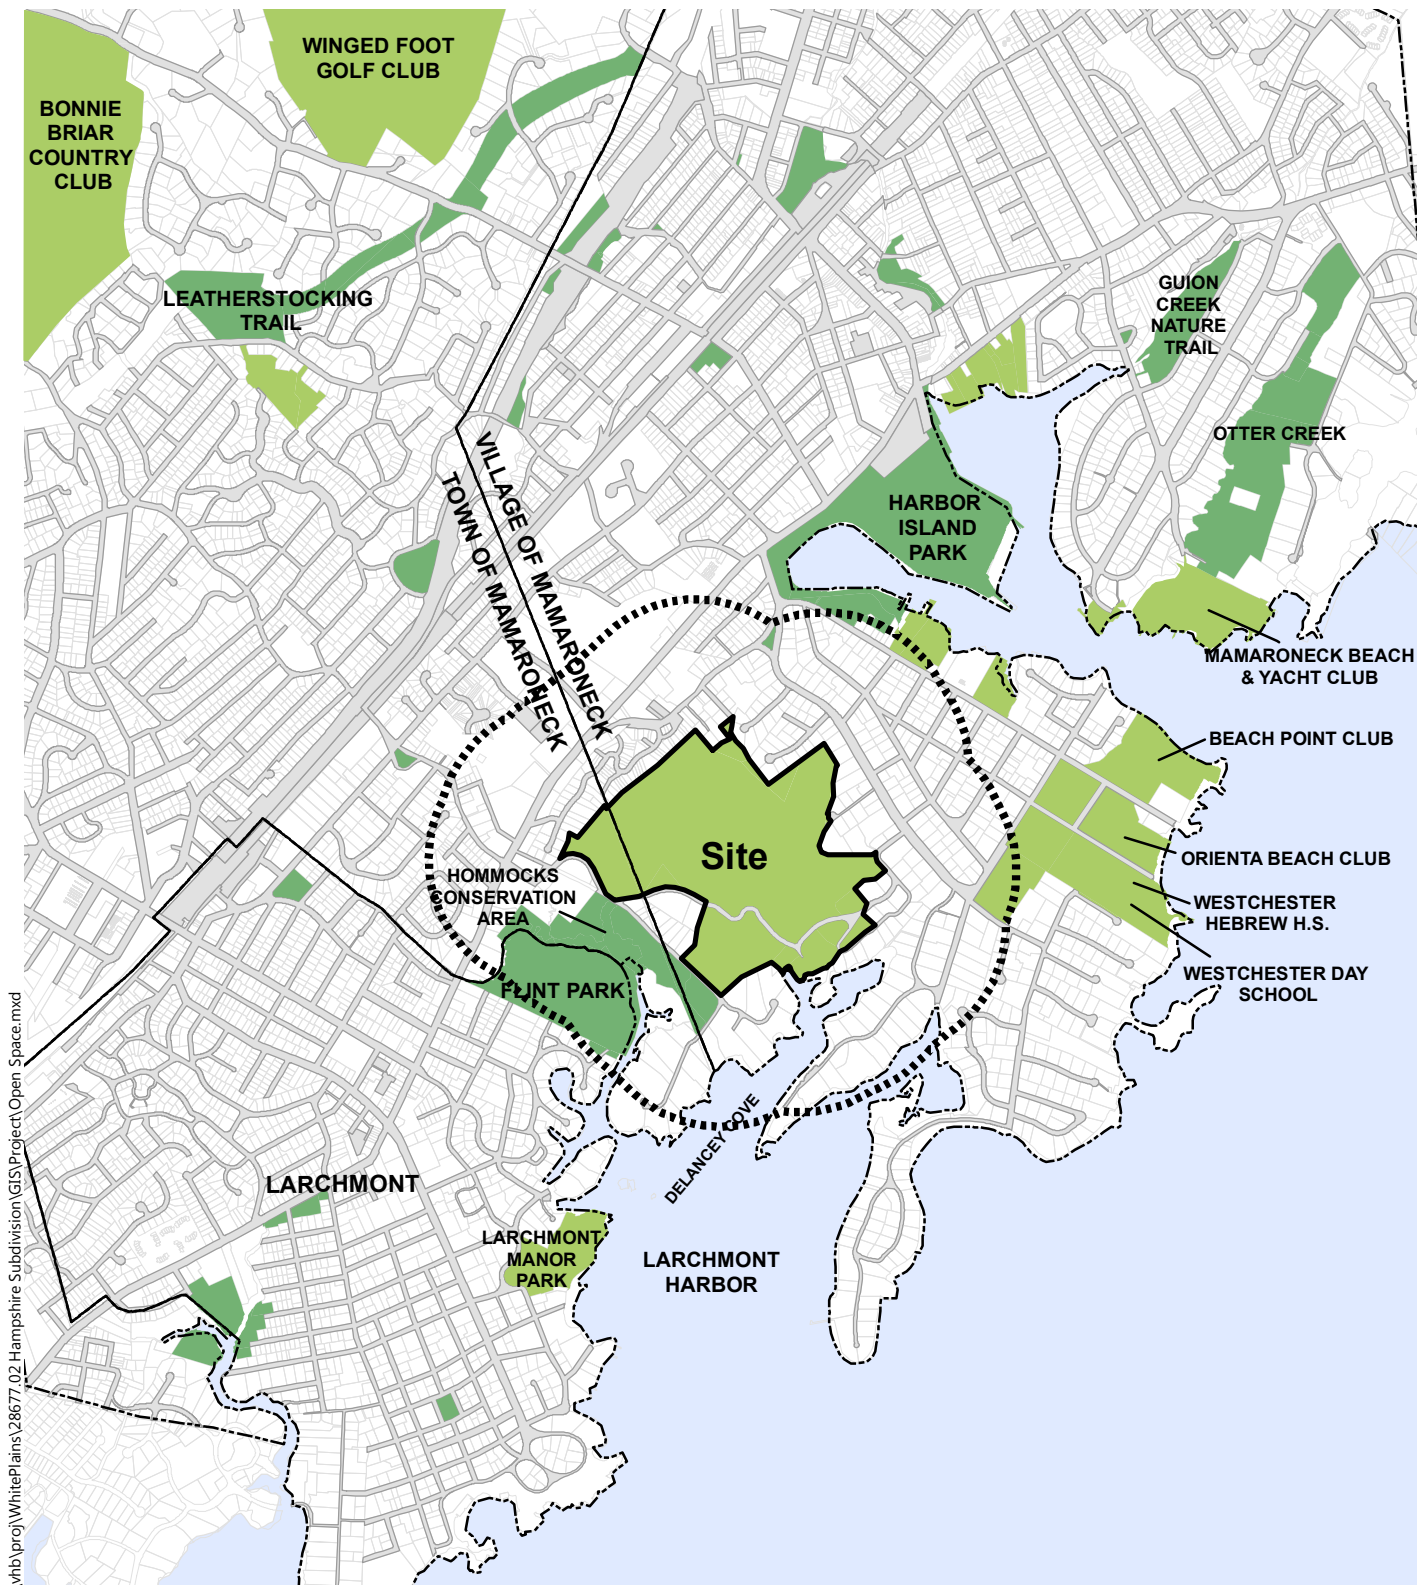 WINGED FOOT
GOLF CLUB
BONNIE
BRIAR
COUNTRY
CLUB
LEATHERSTOCKING
TRAIL
GUION
CREEK
NATURE
TRAIL
OTTER CREEK
VILLAGE OF MAMARONECK
TOWN OF MAMARONECK
HARBOR
ISLAND
PARK
MAMARONECK BEACH
& YACHT CLUB
BEACH POINT CLUB
Site
ORIENTA BEACH CLUB
HOMMOCKS
CONSERVATION
AREA
WESTCHESTER
HEBREW H.S.
WESTCHESTER DAY
SCHOOL
FLINT PARK
DELANCEY COVE
LARCHMONT
LARCHMONT
MANOR
PARK
LARCHMONT
HARBOR
\vhb\proj\WhitePlains\28677.02 Hampshire Subdivision\GIS\Project\Open Space.mxd